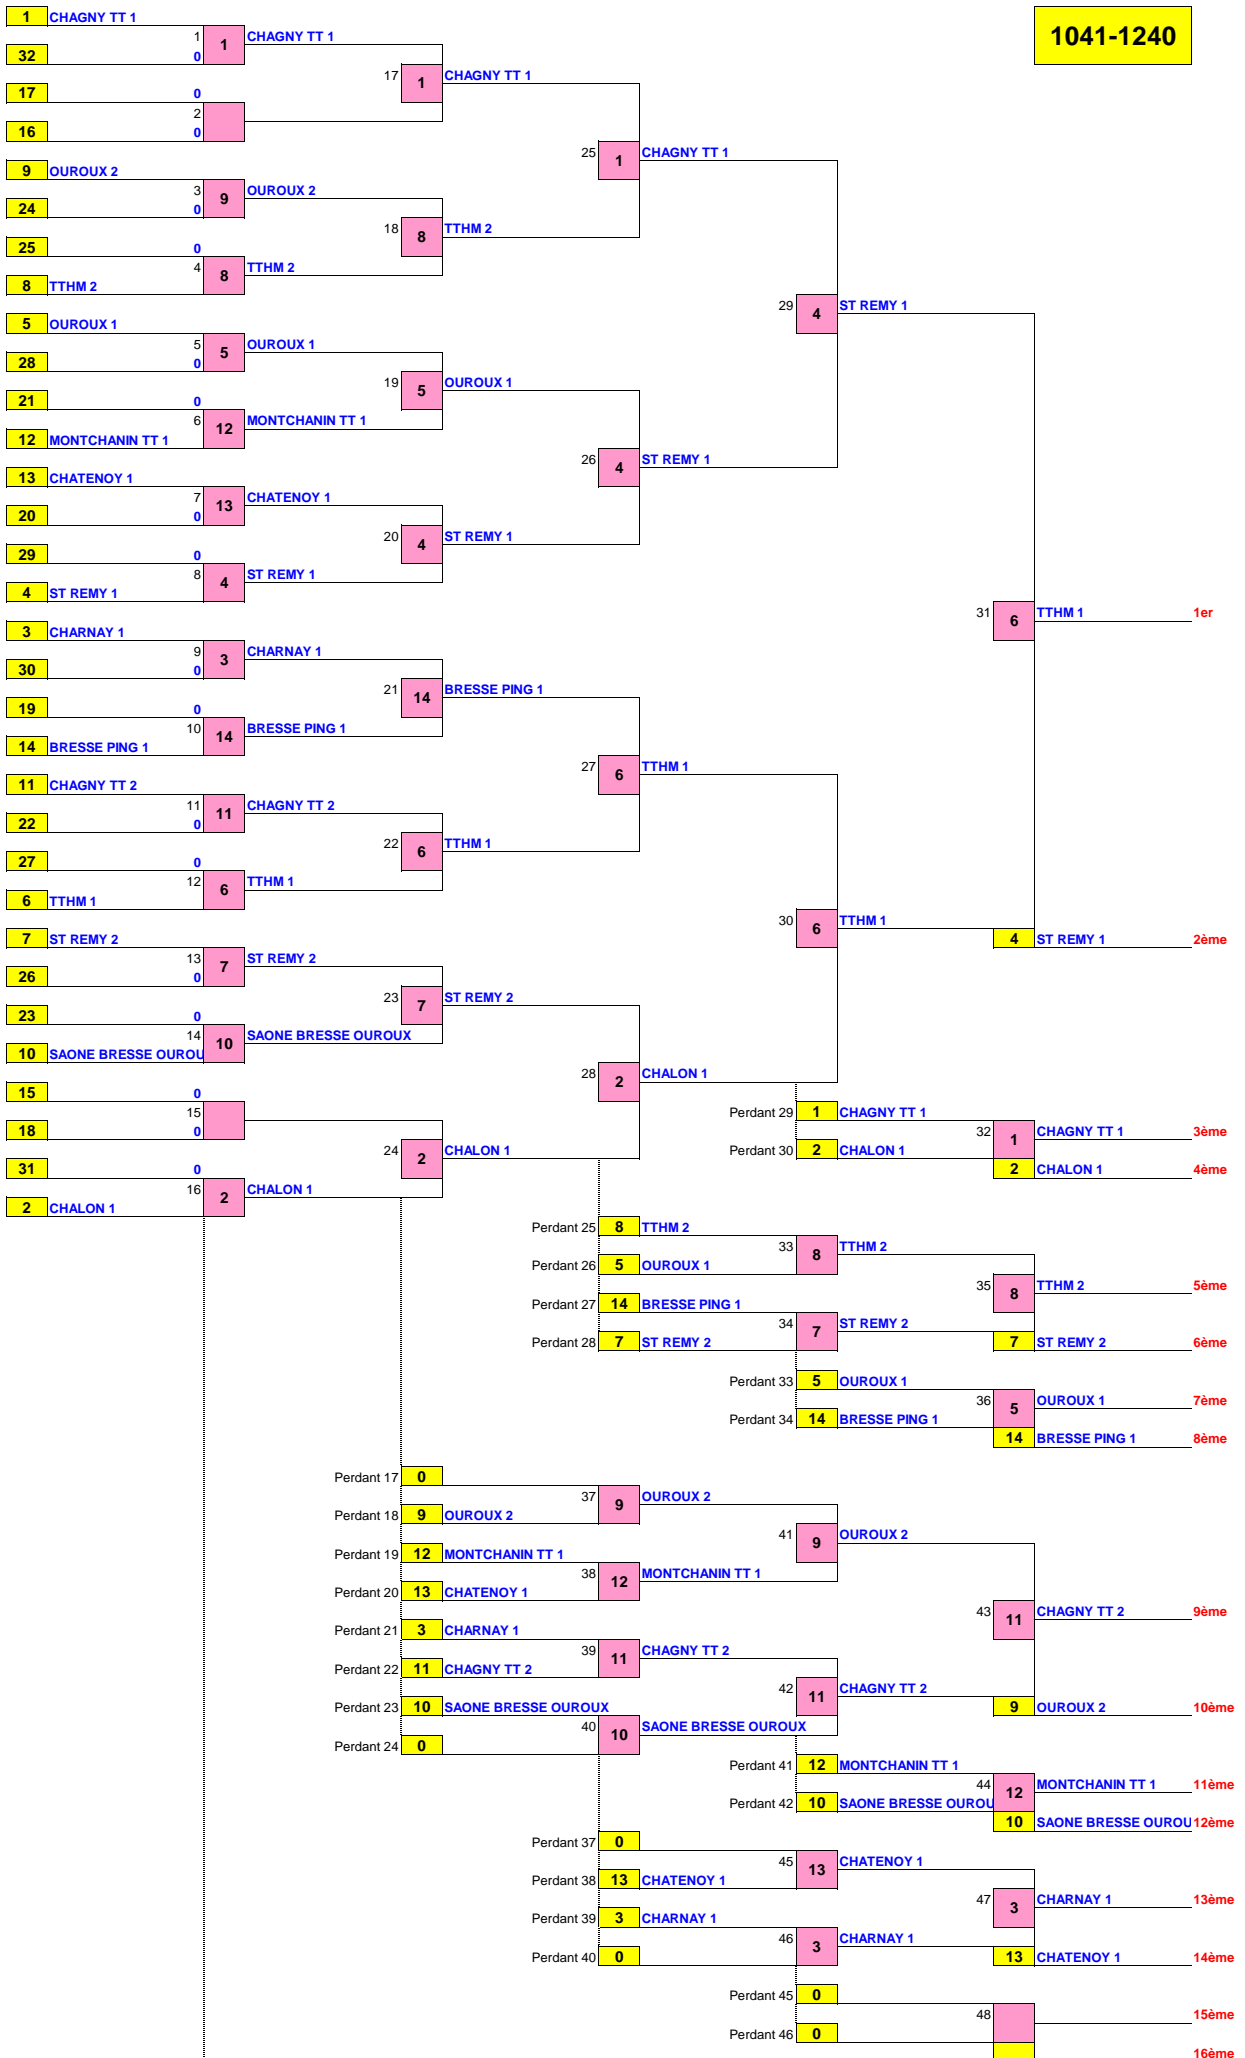 1 CHAGNY TT 1
1041-1240
1 1 CHAGNY TT 1
32 0
17 1 CHAGNY TT 1
17 0
2
16 0
25 1 CHAGNY TT 1
9 OUROUX 2
3 9 OUROUX 2
24 0
18 8 TTHM 2
25 0
4 8 TTHM 2
8 TTHM 2
29 4 ST REMY 1
5 OUROUX 1
5 5 OUROUX 1
28 0
19 5 OUROUX 1
21 0
6 12 MONTCHANIN TT 1
12 MONTCHANIN TT 1
26 4 ST REMY 1
13 CHATENOY 1
7 13 CHATENOY 1
20 0
20 4 ST REMY 1
29 0
8 4 ST REMY 1
4 ST REMY 1
31 6 TTHM 1 1er
3 CHARNAY 1
9 3 CHARNAY 1
30 0
21 14 BRESSE PING 1
19 0
10 14 BRESSE PING 1
14 BRESSE PING 1
27 6 TTHM 1
11 CHAGNY TT 2
11 11 CHAGNY TT 2
22 0
22 6 TTHM 1
27 0
12 6 TTHM 1
6 TTHM 1
30 6 TTHM 1
7 ST REMY 2
4 ST REMY 1 2ème
13 7 ST REMY 2
26 0
23 7 ST REMY 2
23 0
14 10 SAONE BRESSE OUROUX
10 SAONE BRESSE OUROU
28 2 CHALON 1
15 0
Perdant 29 1 CHAGNY TT 1
15
18 0
32 1 CHAGNY TT 1 3ème
24 2 CHALON 1
Perdant 30 2 CHALON 1
31 0
2 CHALON 1 4ème
16 2 CHALON 1
2 CHALON 1
Perdant 25 8 TTHM 2
33 8 TTHM 2
Perdant 26 5 OUROUX 1
35 8 TTHM 2 5ème
Perdant 27 14 BRESSE PING 1
34 7 ST REMY 2
Perdant 28 7 ST REMY 2
7 ST REMY 2 6ème
Perdant 33 5 OUROUX 1
36 5 OUROUX 1 7ème
Perdant 34 14 BRESSE PING 1
14 BRESSE PING 1 8ème
Perdant 17 0
37 9 OUROUX 2
Perdant 18 9 OUROUX 2
41 9 OUROUX 2
Perdant 19 12 MONTCHANIN TT 1
38 12 MONTCHANIN TT 1
Perdant 20 13 CHATENOY 1
43 11 CHAGNY TT 2 9ème
Perdant 21 3 CHARNAY 1
39 11 CHAGNY TT 2
Perdant 22 11 CHAGNY TT 2
42 11 CHAGNY TT 2
Perdant 23 10 SAONE BRESSE OUROUX
9 OUROUX 2 10ème
40 10 SAONE BRESSE OUROUX
Perdant 24 0
Perdant 41 12 MONTCHANIN TT 1
44 12 MONTCHANIN TT 1 11ème
Perdant 42 10 SAONE BRESSE OUROU
10 SAONE BRESSE OUROU 12ème
Perdant 37 0
45 13 CHATENOY 1
Perdant 38 13 CHATENOY 1
47 3 CHARNAY 1 13ème
Perdant 39 3 CHARNAY 1
46 3 CHARNAY 1
Perdant 40 0
13 CHATENOY 1 14ème
Perdant 45 0
48 15ème
Perdant 46 0
16ème